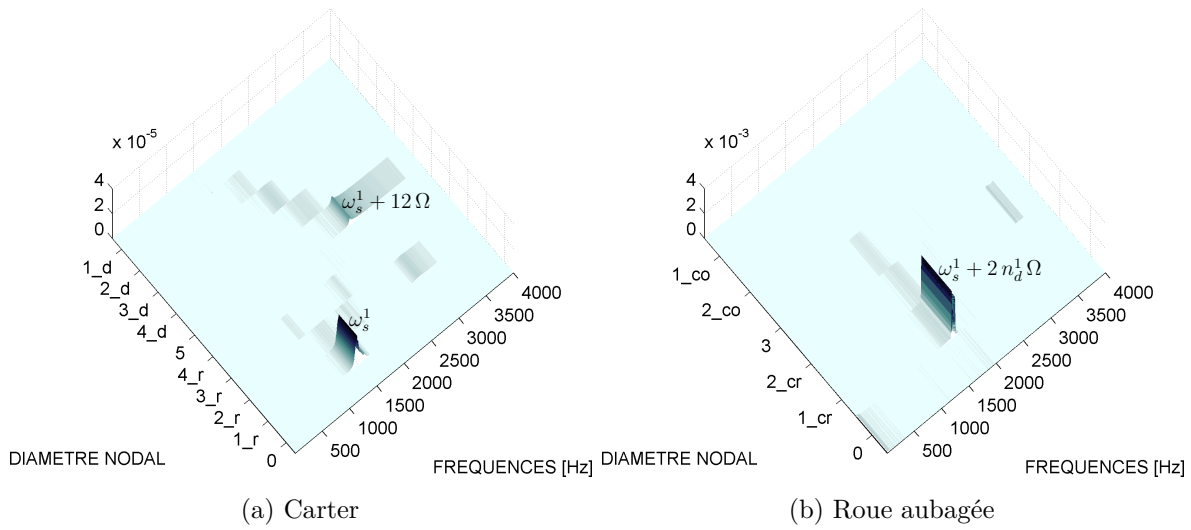 x 10^-5
4
2
0
1_d
2_d
3_d
4_d
5
4_r
3_r
2_r
1_r
0
500
1000
1500
2000
2500
3000
3500
4000
ω_s^1 + 12 Ω
ω_s^1
DIAMETRE NODAL
FREQUENCES [Hz]
(a) Carter
x 10^-3
4
2
0
1_co
2_co
3
2_cr
1_cr
0
500
1000
1500
2000
2500
3000
3500
4000
ω_s^1 + 2 n_d^1 Ω
DIAMETRE NODAL
FREQUENCES [Hz]
(b) Roue aubagée